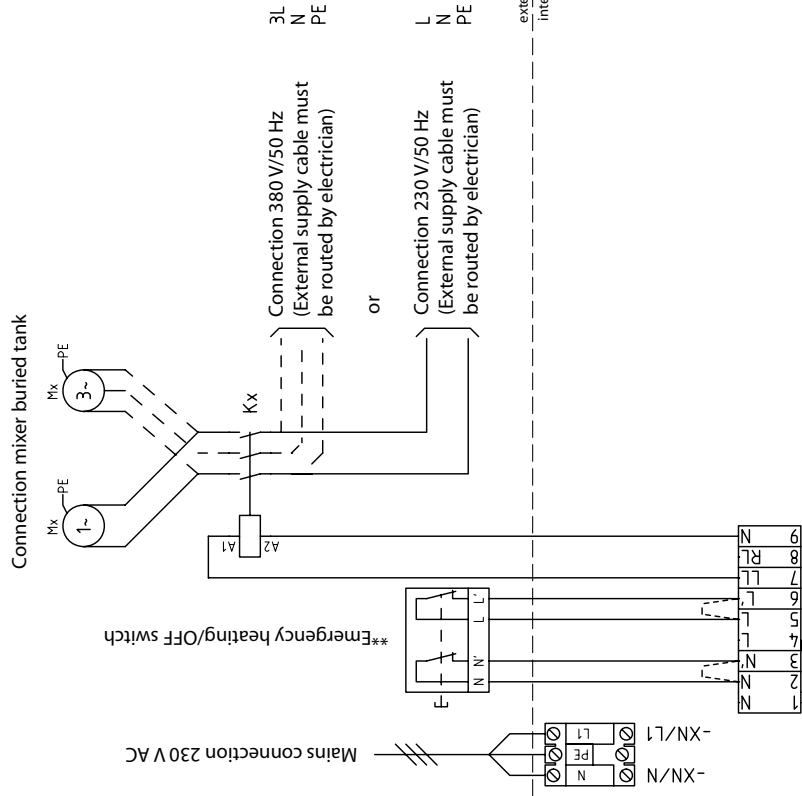 Connection mixer buried tank
Mx
PE
1~
Mx
PE
3~
Kx
A1
A2
Connection 380 V/50 Hz
(External supply cable must
be routed by electrician)
or
Connection 230 V/50 Hz
(External supply cable must
be routed by electrician)
3L
N
PE
L
N
PE
exte
inte
**Emergency heating/OFF switch
N N' L L'
Mains connection 230 V AC
N PE L1
-XN/N
-XN/L1
1 N
2 N
3 N'
4 L
5 L
6 L'
7 LL
8 RL
9 N